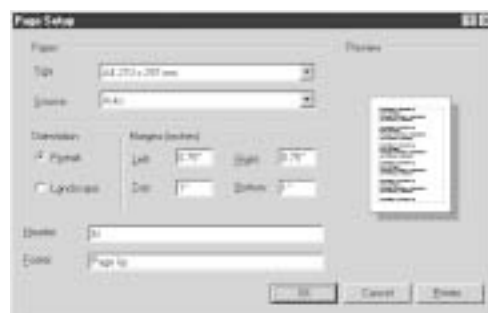 Page Setup
Paper
Preview
Size A4 210 x 297 mm
Source Auto
Orientation
Margins (inches)
Portrait
Left 0.75" Right 0.75"
Landscape
Top 1" Bottom 1"
Header &f
Footer Page &p
OK Cancel Printer